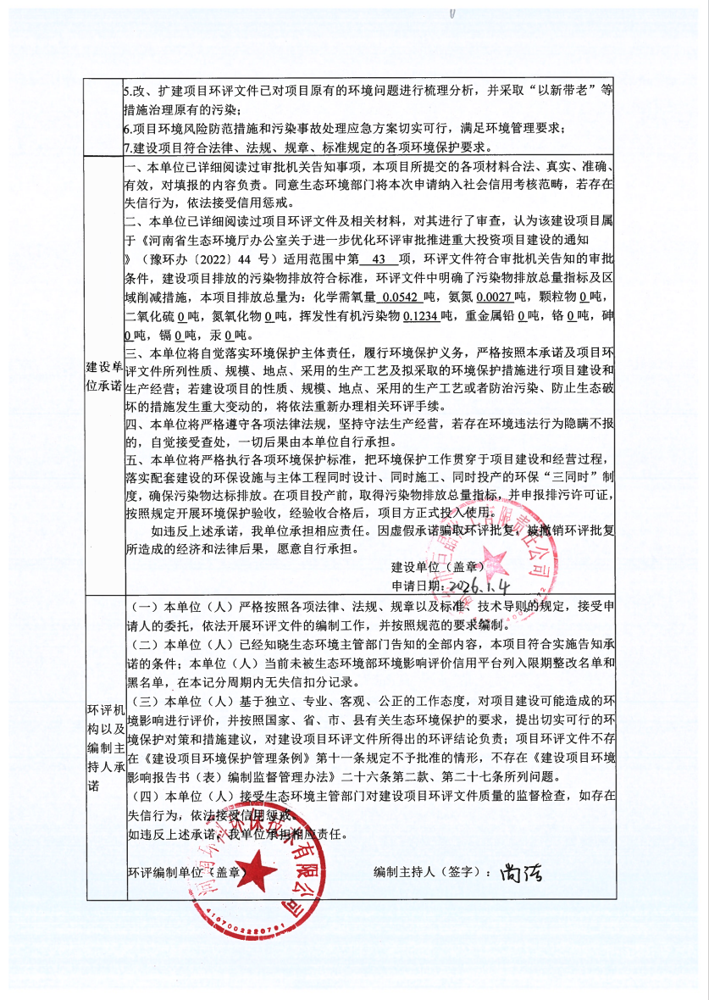 5.改、扩建项目环评文件已对项目原有的环境问题进行梳理分析，并采取“以新带老”等
措施治理原有的污染；
6.项目环境风险防范措施和污染事故处理应急方案切实可行，满足环境管理要求；
7.建设项目符合法律、法规、规章、标准规定的各项环境保护要求。
建设单
位承诺
一、本单位已详细阅读过审批机关告知事项，本项目所提交的各项材料合法、真实、准确、
有效，对填报的内容负责。同意生态环境部门将本次申请纳入社会信用考核范畴，若存在
失信行为，依法接受信用惩戒。
二、本单位已详细阅读过项目环评文件及相关材料，对其进行了审查，认为该建设项目属
于《河南省生态环境厅办公室关于进一步优化环评审批推进重大投资项目建设的通知
》（豫环办〔2022〕44 号）适用范围中第 43 项，环评文件符合审批机关告知的审批
条件，建设项目排放的污染物排放符合标准，环评文件中明确了污染物排放总量指标及区
域削减措施，本项目排放总量为：化学需氧量 0.0542 吨，氨氮 0.0027吨，颗粒物 0 吨，
二氧化硫 0 吨，氮氧化物 0 吨，挥发性有机污染物 0.1234 吨，重金属铅 0 吨，铬 0 吨，砷
0 吨，镉 0 吨，汞 0 吨。
三、本单位将自觉落实环境保护主体责任，履行环境保护义务，严格按照本承诺及项目环
评文件所列性质、规模、地点、采用的生产工艺及拟采取的环境保护措施进行项目建设和
生产经营；若建设项目的性质、规模、地点、采用的生产工艺或者防治污染、防止生态破
坏的措施发生重大变动的，将依法重新办理相关环评手续。
四、本单位将严格遵守各项法律法规，坚持守法生产经营，若存在环境违法行为隐瞒不报
的，自觉接受查处，一切后果由本单位自行承担。
五、本单位将严格执行各项环境保护标准，把环境保护工作贯穿于项目建设和经营过程，
落实配套建设的环保设施与主体工程同时设计、同时施工、同时投产的环保“三同时”制
度，确保污染物达标排放。在项目投产前，取得污染物排放总量指标，并申报排污许可证，
按照规定开展环境保护验收，经验收合格后，项目方正式投入使用。
如违反上述承诺，我单位承担相应责任。因虚假承诺骗取环评批复、被撤销环评批复
所造成的经济和法律后果，愿意自行承担。
建设单位（盖章）
申请日期：2026.1.4
有限责任公司
环评机
构以及
编制主
持人承
诺
（一）本单位（人）严格按照各项法律、法规、规章以及标准、技术导则的规定，接受申
请人的委托，依法开展环评文件的编制工作，并按照规范的要求编制。
（二）本单位（人）已经知晓生态环境主管部门告知的全部内容，本项目符合实施告知承
诺的条件；本单位（人）当前未被生态环境部环境影响评价信用平台列入限期整改名单和
黑名单，在本记分周期内无失信扣分记录。
（三）本单位（人）基于独立、专业、客观、公正的工作态度，对项目建设可能造成的环
境影响进行评价，并按照国家、省、市、县有关生态环境保护的要求，提出切实可行的环
境保护对策和措施建议，对建设项目环评文件所得出的环评结论负责；项目环评文件不存
在《建设项目环境保护管理条例》第十一条规定不予批准的情形，不存在《建设项目环境
影响报告书（表）编制监督管理办法》二十六条第二款、第二十七条所列问题。
（四）本单位（人）接受生态环境主管部门对建设项目环评文件质量的监督检查，如存在
失信行为，依法接受信用惩戒。
如违反上述承诺，我单位承担相应责任。
环评编制单位（盖章）
编制主持人（签字）：尚洁
环保技术有限公司